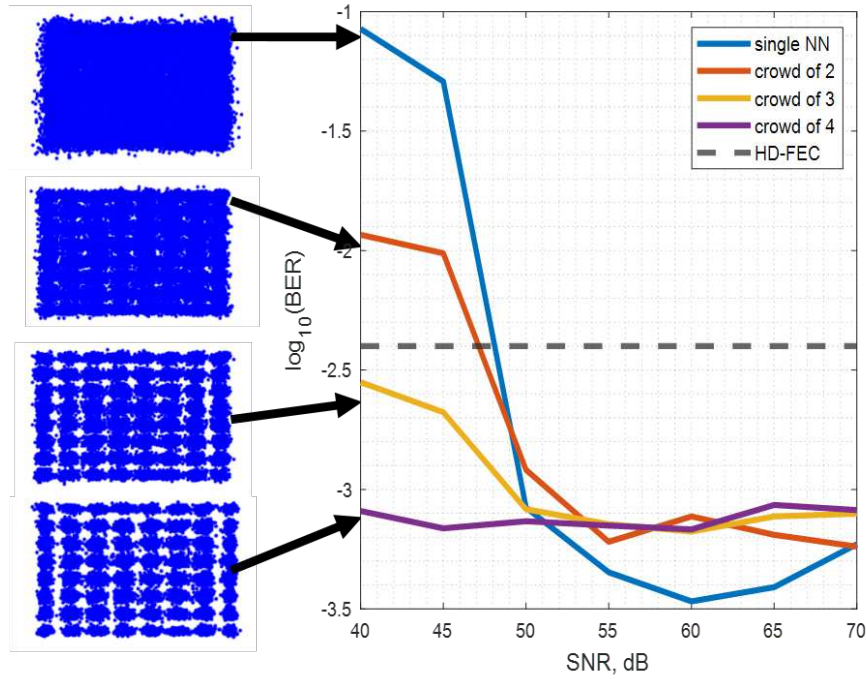 -1
-1.5
-2
-2.5
-3
-3.5
log10(BER)
40 45 50 55 60 65 70
SNR, dB
single NN
crowd of 2
crowd of 3
crowd of 4
HD-FEC